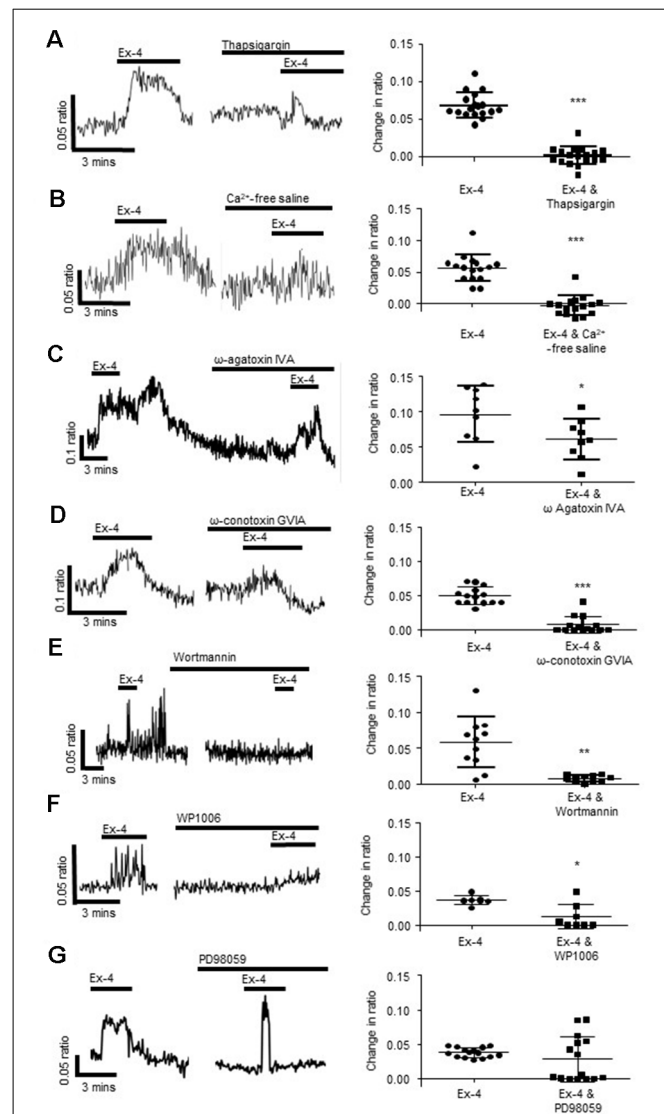 A
Ex-4
Thapsigargin
Ex-4
0.05 ratio
3 mins
Change in ratio
0.15
0.10
0.05
0.00
***
Ex-4
Ex-4 &
Thapsigargin
B
Ex-4
Ca²⁺-free saline
Ex-4
0.05 ratio
3 mins
Change in ratio
0.15
0.10
0.05
0.00
***
Ex-4
Ex-4 & Ca²⁺
-free saline
C
Ex-4
ω-agatoxin IVA
Ex-4
0.1 ratio
3 mins
Change in ratio
0.15
0.10
0.05
0.00
*
Ex-4
Ex-4 &
ω Agatoxin IVA
D
Ex-4
ω-conotoxin GVIA
Ex-4
0.1 ratio
3 mins
Change in ratio
0.15
0.10
0.05
0.00
***
Ex-4
Ex-4 &
ω-conotoxin GVIA
E
Ex-4
Wortmannin
Ex-4
0.05 ratio
3 mins
Change in ratio
0.15
0.10
0.05
0.00
**
Ex-4
Ex-4 &
Wortmannin
F
Ex-4
WP1006
Ex-4
0.05 ratio
3 mins
Change in ratio
0.15
0.10
0.05
0.00
*
Ex-4
Ex-4 &
WP1006
G
Ex-4
PD98059
Ex-4
0.05 ratio
3 mins
Change in ratio
0.15
0.10
0.05
0.00
Ex-4
Ex-4 &
PD98059